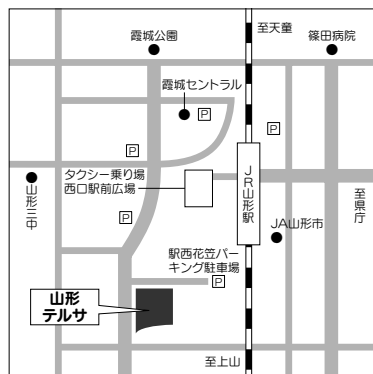 霞城公園
至天童
篠田病院
霞城セントラル
P
P
P
タクシー乗り場
西口駅前広場
JR山形駅
山形三中
P
至県庁
JA山形市
駅西花笠パー
キング駐車場
P
山形
テルサ
至上山